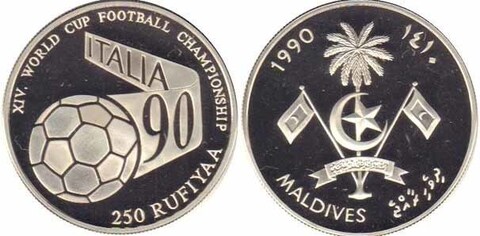 XIV. WORLD CUP FOOTBALL CHAMPIONSHIP
ITALIA
90
250 RUFIYAA
1990
١٤١٠
MALDIVES